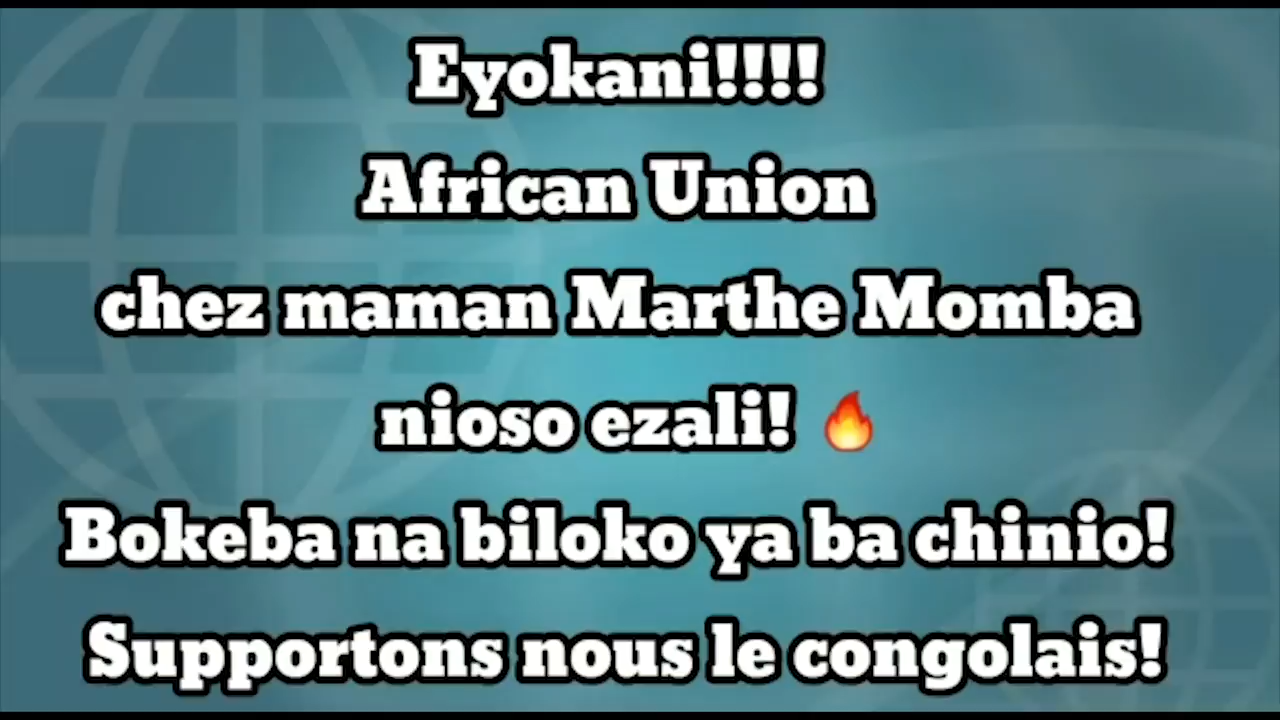 Eyokani!!!!
African Union
chez maman Marthe Momba
nioso ezali! 🔥
Bokeba na biloko ya ba chinio!
Supportons nous le congolais!